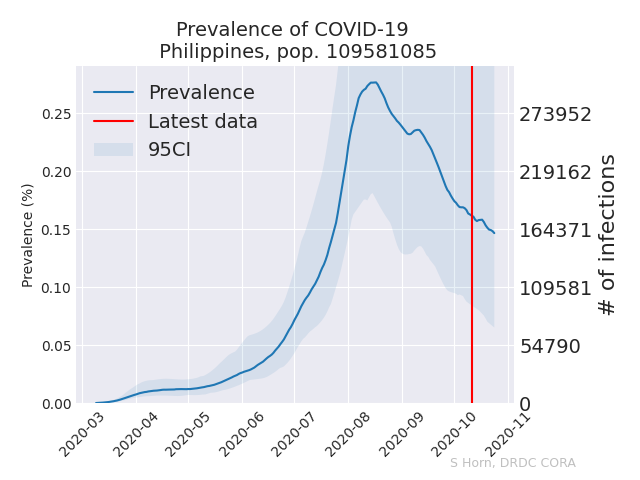 Prevalence of COVID-19
Philippines, pop. 109581085
Prevalence
Latest data
95CI
Prevalence (%)
0.25
0.20
0.15
0.10
0.05
0.00
273952
219162
164371
109581
54790
0
# of infections
2020-03
2020-04
2020-05
2020-06
2020-07
2020-08
2020-09
2020-10
2020-11
S Horn, DRDC CORA